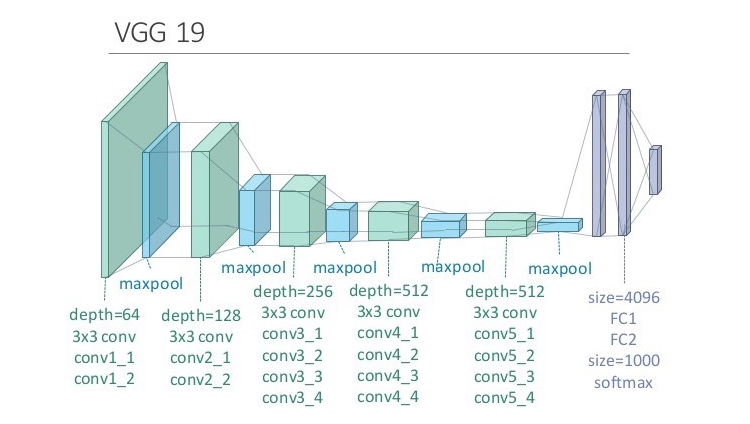 VGG 19
maxpool
maxpool
maxpool
maxpool
maxpool
depth=64
3x3 conv
conv1_1
conv1_2
depth=128
3x3 conv
conv2_1
conv2_2
depth=256
3x3 conv
conv3_1
conv3_2
conv3_3
conv3_4
depth=512
3x3 conv
conv4_1
conv4_2
conv4_3
conv4_4
depth=512
3x3 conv
conv5_1
conv5_2
conv5_3
conv5_4
size=4096
FC1
FC2
size=1000
softmax